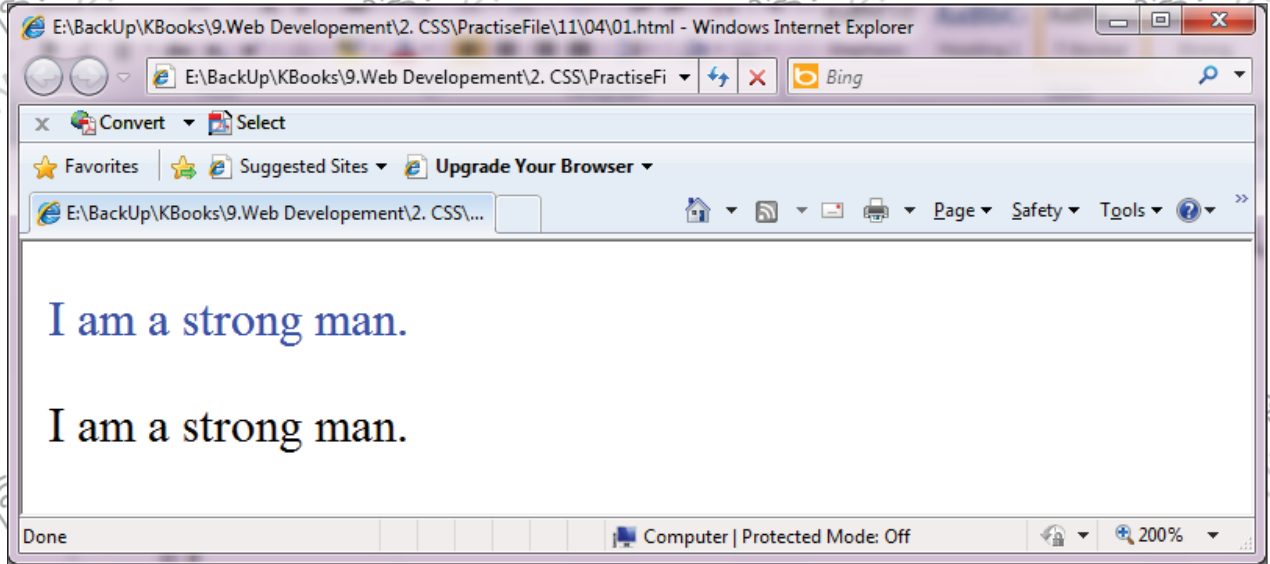 E:\BackUp\KBooks\9.Web Developement\2. CSS\PractiseFile\11\04\01.html - Windows Internet Explorer
E:\BackUp\KBooks\9.Web Developement\2. CSS\PractiseFi Bing
x Convert Select
Favorites Suggested Sites Upgrade Your Browser
E:\BackUp\KBooks\9.Web Developement\2. CSS\... Page Safety Tools »
I am a strong man.
I am a strong man.
Done Computer | Protected Mode: Off 200%